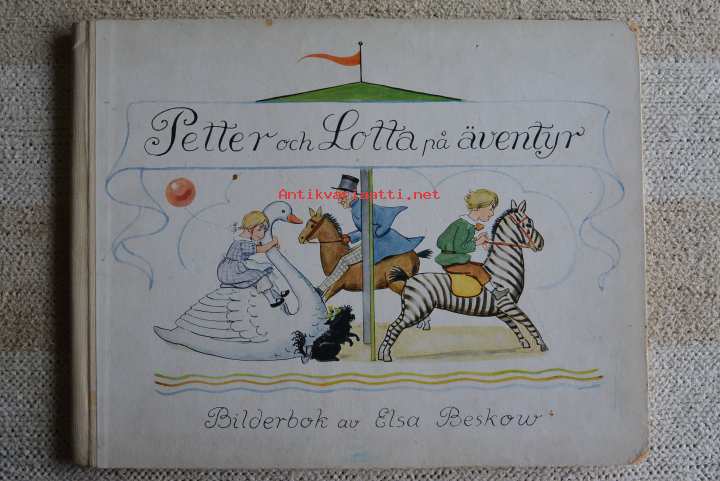 Petter och Lotta på äventyr
Antikvariaatti.net
Bilderbok av Elsa Beskow